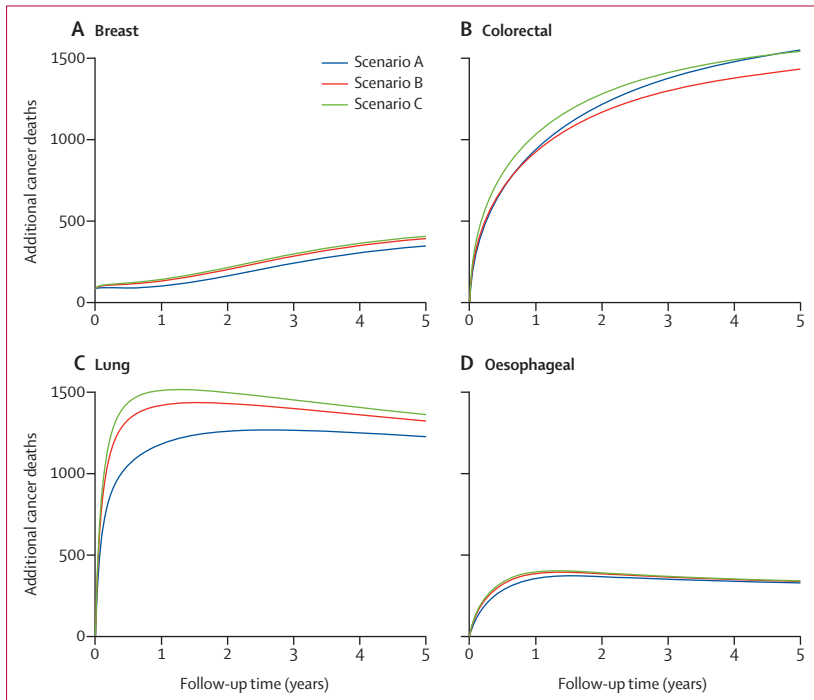 A Breast
Additional cancer deaths
1500
1000
500
0
0 1 2 3 4 5
Scenario A
Scenario B
Scenario C
B Colorectal
0 1 2 3 4 5
C Lung
Additional cancer deaths
1500
1000
500
0
0 1 2 3 4 5
Follow-up time (years)
D Oesophageal
0 1 2 3 4 5
Follow-up time (years)